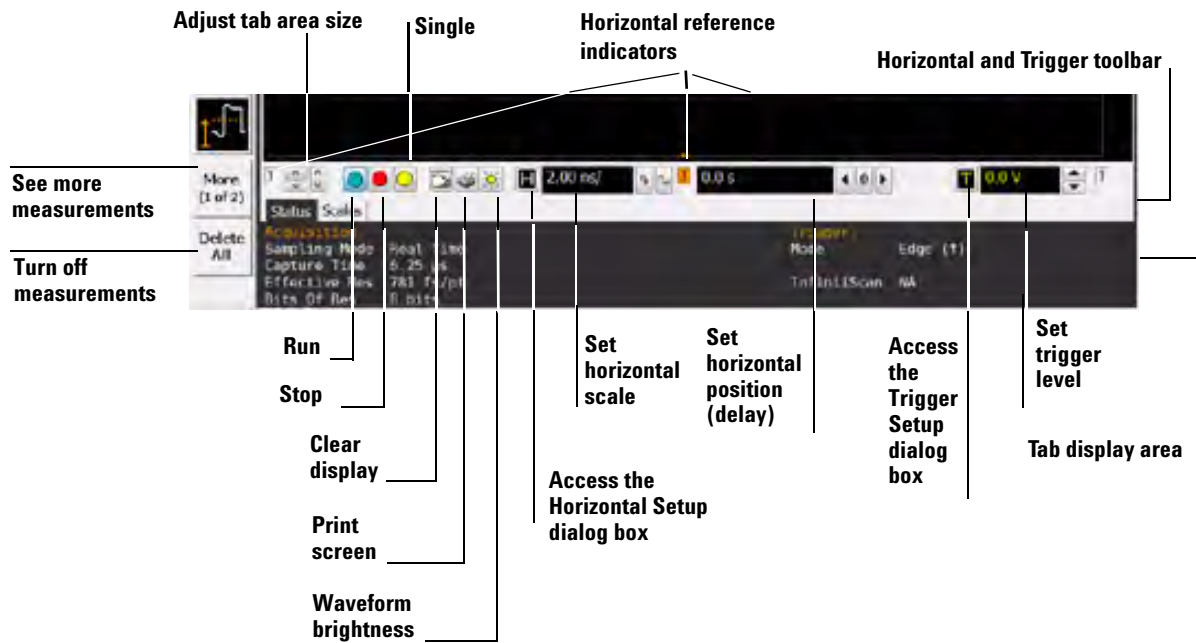 Adjust tab area size
Single
Horizontal reference
indicators
Horizontal and Trigger toolbar
See more
measurements
Turn off
measurements
More
(1 of 2)
Delete
All
H
2.00 ns/
0.0 s
0
T
0.0 V
Status Scales
Acquisition
Sampling Mode Real Time
Capture Time 6.25
Effective Res 781 fs/pt
Bits Of Res 8 bits
Trigger
Mode Edge (↑)
InfiniiScan NA
Run
Stop
Clear
display
Print
screen
Waveform
brightness
Access the
Horizontal Setup
dialog box
Set
horizontal
scale
Set
horizontal
position
(delay)
Access
the
Trigger
Setup
dialog
box
Set
trigger
level
Tab display area